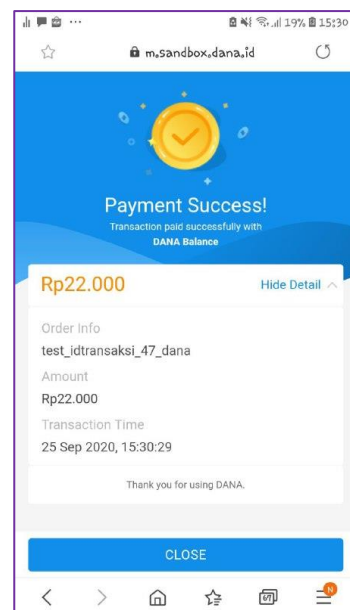 19% 15:30
m.sandbox.dana.id
Payment Success!
Transaction paid successfully with
DANA Balance
Rp22.000 Hide Detail
Order Info
test_idtransaksi_47_dana
Amount
Rp22.000
Transaction Time
25 Sep 2020, 15:30:29
Thank you for using DANA.
CLOSE
N